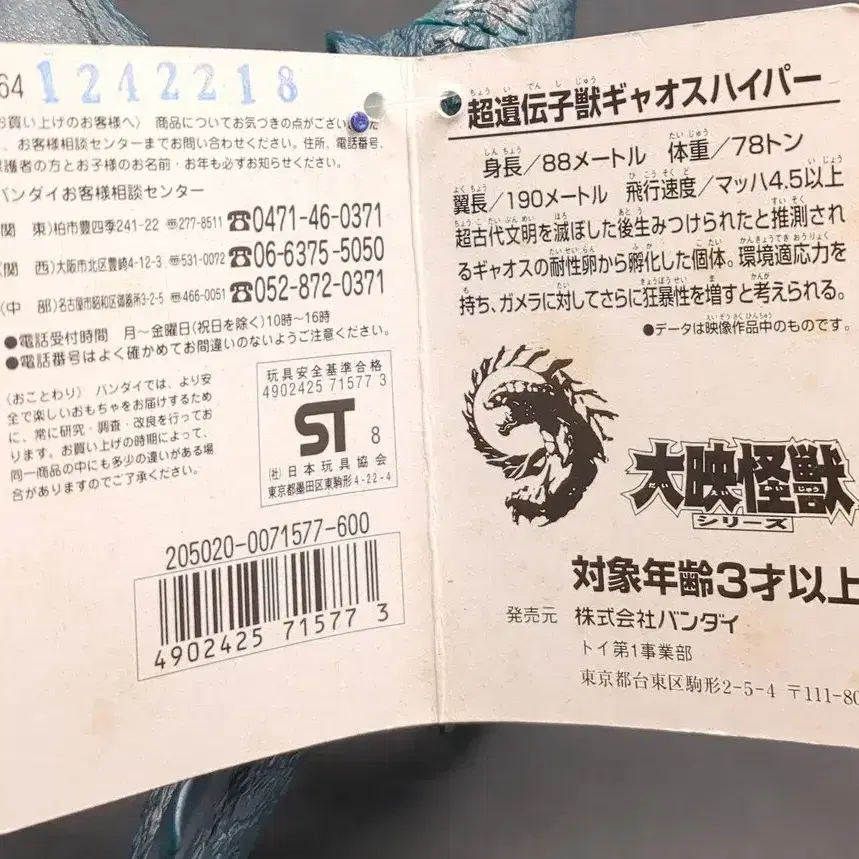 64 1242218
お買い上げのお客様へ) 商品についてお気づきの点がござい
、お客様相談センターまでお問い合わせください。住所、電話番号、
保護者の方とお子様のお名前・お年も必ずお知らせください。
バンダイお客様相談センター
(関 東)柏市豊四季241-22 〠277-8511 ☎0471-46-0371
(関 西)大阪市北区豊崎4-12-3 〠531-0072 ☎06-6375-5050
(中 部)名古屋市昭和区御器所3-2-5 〠466-0051 ☎052-872-0371
●電話受付時間 月～金曜日(祝日を除く)10時～16時
●電話番号はよく確かめてお間違いのないようご注意ください。
(おことわり) バンダイでは、より安
全で楽しいおもちゃをお届けするため
に、常に研究・調査・改良を行ってお
ります。お買い上げの時期によって、
同一商品の中にも多少の違いがある場
合がありますのでご了承ください。
玩具安全基準合格
4902425 71577 3
ST 8
(社)日本玩具協会
東京都墨田区東駒形4-22-4
205020-0071577-600
4902425 715773
超遺伝子獣ギャオスハイパー
身長/88メートル 体重/78トン
翼長/190メートル 飛行速度/マッハ4.5以上
超古代文明を滅ぼした後生みつけられたと推測され
るギャオスの耐性卵から孵化した個体。環境適応力を
持ち、ガメラに対してさらに狂暴性を増すと考えられる。
●データは映像作品中のものです。
大映怪獣
シリーズ
対象年齢3才以上
発売元 株式会社バンダイ
トイ第1事業部
東京都台東区駒形2-5-4 〒111-80